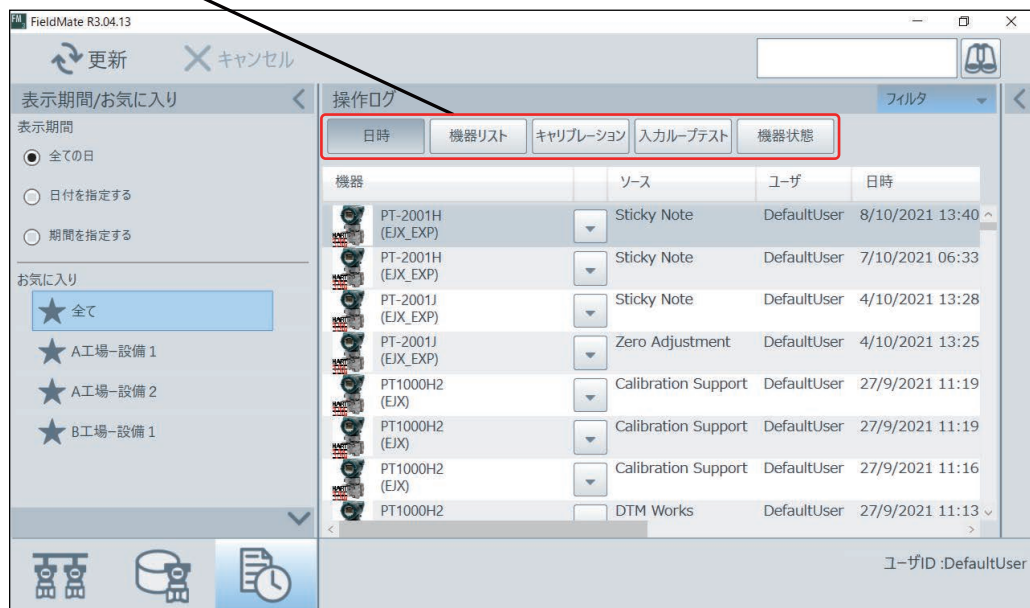 FieldMate R3.04.13
更新
キャンセル
表示期間/お気に入り
表示期間
全ての日
日付を指定する
期間を指定する
お気に入り
全て
A工場−設備 1
A工場−設備 2
B工場−設備 1
操作ログ
フィルタ
日時 機器リスト キャリブレーション 入力ループテスト 機器状態
機器 ソース ユーザ 日時
PT-2001H Sticky Note DefaultUser 8/10/2021 13:40
(EJX_EXP)
PT-2001H Sticky Note DefaultUser 7/10/2021 06:33
(EJX_EXP)
PT-2001J Sticky Note DefaultUser 4/10/2021 13:28
(EJX_EXP)
PT-2001J Zero Adjustment DefaultUser 4/10/2021 13:25
(EJX_EXP)
PT1000H2 Calibration Support DefaultUser 27/9/2021 11:19
(EJX)
PT1000H2 Calibration Support DefaultUser 27/9/2021 11:19
(EJX)
PT1000H2 Calibration Support DefaultUser 27/9/2021 11:16
(EJX)
PT1000H2 DTM Works DefaultUser 27/9/2021 11:13
ユーザID :DefaultUser